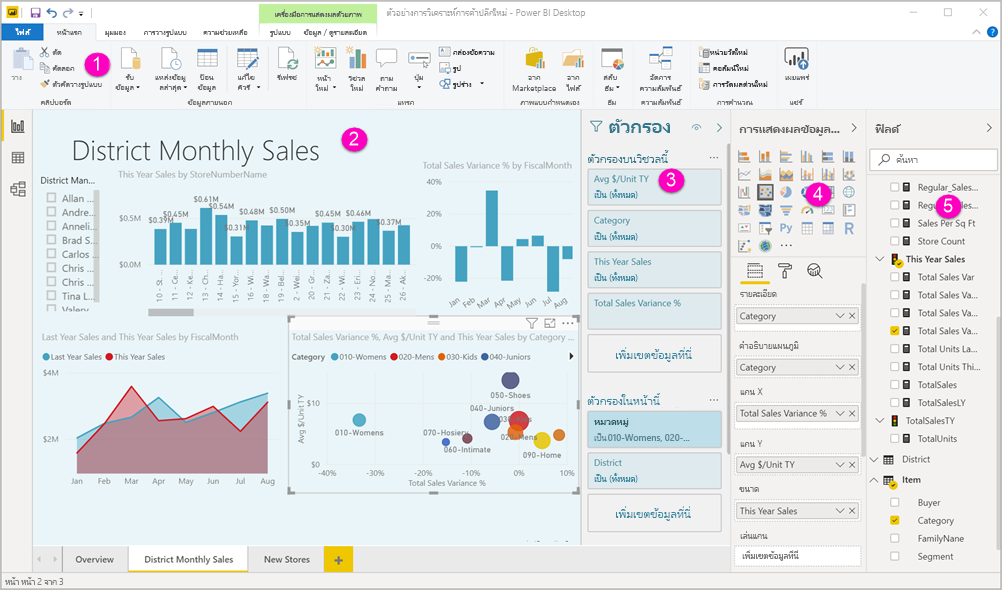 เครื่องมือการแสดงผลด้วยภาพ
ตัวอย่างการวิเคราะห์การค้าปลีกใหม่ - Power BI Desktop
ไฟล์ หน้าแรก มุมมอง การวางรูปแบบ ความช่วยเหลือ รูปแบบ ข้อมูล / ดูรายละเอียด
วาง
ตัด
คัดลอก
ตัวคัดวางรูปแบบ
1
รับ ข้อมูล
แหล่งข้อมูล ล่าสุด
ป้อน ข้อมูล
แก้ไข คิวรี
รีเฟรช
หน้า ใหม่
วิชวล ใหม่
ถาม คำถาม
ปุ่ม
กล่องข้อความ
รูป
รูปร่าง
จาก Marketplace
จาก ไฟล์
สลับ ธีม
จัดการ ความสัมพันธ์
หน่วยวัดใหม่
คอลัมน์ใหม่
การวัดผลด่วนใหม่
เผยแพร่
คลิปบอร์ด
ข้อมูลภายนอก
แทรก
ภาพแบบกำหนดเอง
ธีม
ความสัมพันธ์
การคำนวณ
แชร์
District Monthly Sales
2
District Man...
Allan ...
Andre...
Anneli...
Brad S...
Carlos ...
Chris ...
Chris ...
Tina L...
Valery
This Year Sales by StoreNumberName
$0.5M
$0.0M
$0.39M $0.45M $0.61M $0.54M $0.31M $0.48M $0.48M $0.50M $0.45M $0.46M $0.30M $0.45M $0.37M
10 - St. ...
11 - Ce...
12 - Ke...
13 - Ch...
14 - Ha...
15 - Yor...
16 - Wi...
18 - Wa...
19 - Bel...
20 - Gr...
21 - Za...
22 - Wi...
23 - Er...
24 - No...
25 - Ma...
26 - Ak...
Total Sales Variance % by FiscalMonth
40%
20%
0%
-20%
Jan Feb Mar Apr May Jun Jul Aug
Last Year Sales and This Year Sales by FiscalMonth
Last Year Sales This Year Sales
$4M
$2M
Jan Feb Mar Apr May Jun Jul Aug
Total Sales Variance %, Avg $/Unit TY and This Year Sales by Category ...
Category 010-Womens 020-Mens 030-Kids 040-Juniors
Avg $/Unit TY
$10
$0
050-Shoes
040-Juniors
010-Womens
070-Hosiery
020-Mens
060-Intimate
090-Home
-40% -30% -20% -10% 0% 10%
Total Sales Variance %
ตัวกรอง
ตัวกรองบนวิชวลนี้ ...
Avg $/Unit TY
เป็น (ทั้งหมด)
3
Category
เป็น (ทั้งหมด)
This Year Sales
เป็น (ทั้งหมด)
Total Sales Variance %
เพิ่มเขตข้อมูลที่นี่
ตัวกรองในหน้านี้ ...
หมวดหมู่
เป็น 010-Womens, 020-...
District
เป็น (ทั้งหมด)
เพิ่มเขตข้อมูลที่นี่
การแสดงผลข้อมูล...
4
Py
R
รายละเอียด
Category
คำอธิบายแผนภูมิ
Category
แกน X
Total Sales Variance %
แกน Y
Avg $/Unit TY
ขนาด
This Year Sales
เล่นแกน
เพิ่มเขตข้อมูลที่นี่
ฟิลด์
ค้นหา
Regular_Sales...
5
Sales Per Sq Ft
Store Count
This Year Sales
Total Sales Var
Total Sales Va...
Total Sales Va...
Total Sales Va...
Total Units La...
Total Units Thi...
TotalSales
TotalSalesLY
TotalSalesTY
TotalUnits
District
Item
Buyer
Category
FamilyNane
Segment
Overview District Monthly Sales New Stores +
หน้า หน้า 2 จาก 3